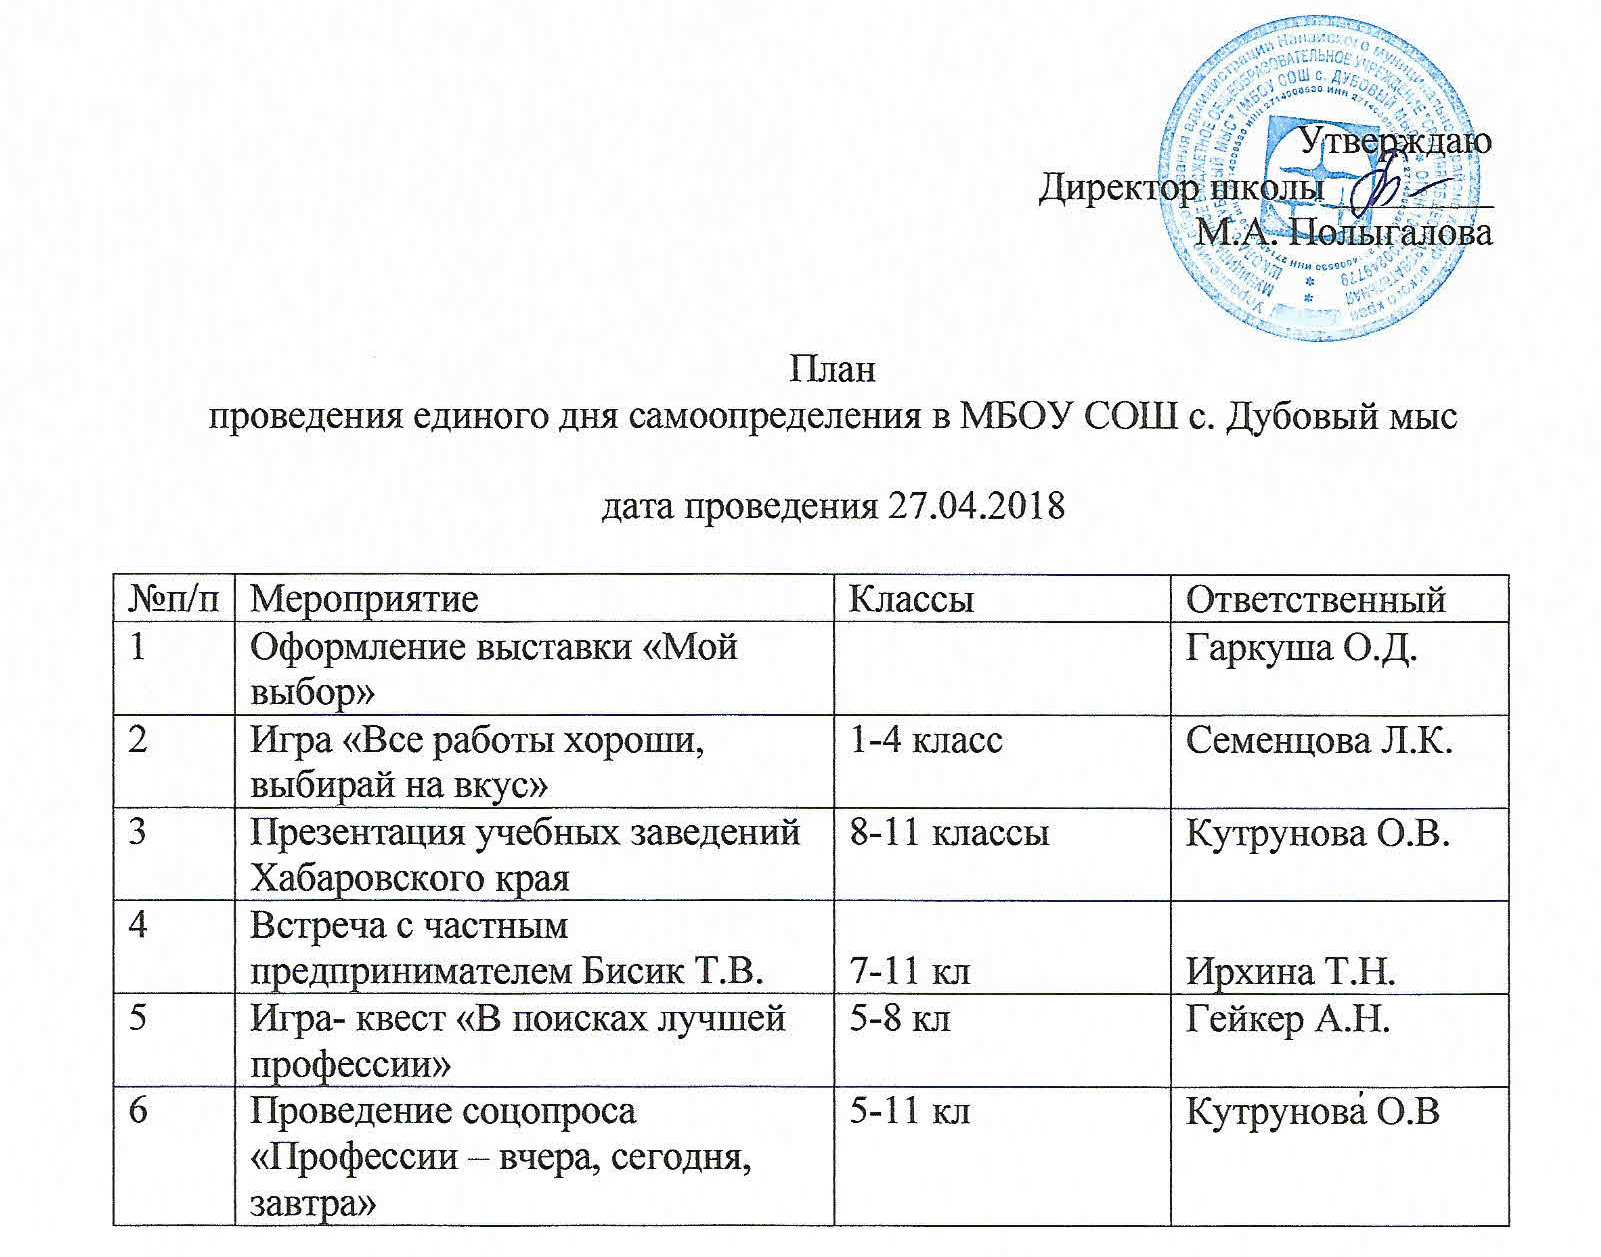 Утверждаю
Директор школы
М.А. Полыгалова
План
проведения единого дня самоопределения в МБОУ СОШ с. Дубовый мыс
дата проведения 27.04.2018
№п/п Мероприятие Классы Ответственный
1 Оформление выставки «Мой Гаркуша О.Д.
выбор»
2 Игра «Все работы хороши, 1-4 класс Семенцова Л.К.
выбирай на вкус»
3 Презентация учебных заведений 8-11 классы Кутрунова О.В.
Хабаровского края
4 Встреча с частным
предпринимателем Бисик Т.В. 7-11 кл Ирхина Т.Н.
5 Игра- квест «В поисках лучшей 5-8 кл Гейкер А.Н.
профессии»
6 Проведение соцопроса 5-11 кл Кутрунова О.В
«Профессии – вчера, сегодня,
завтра»